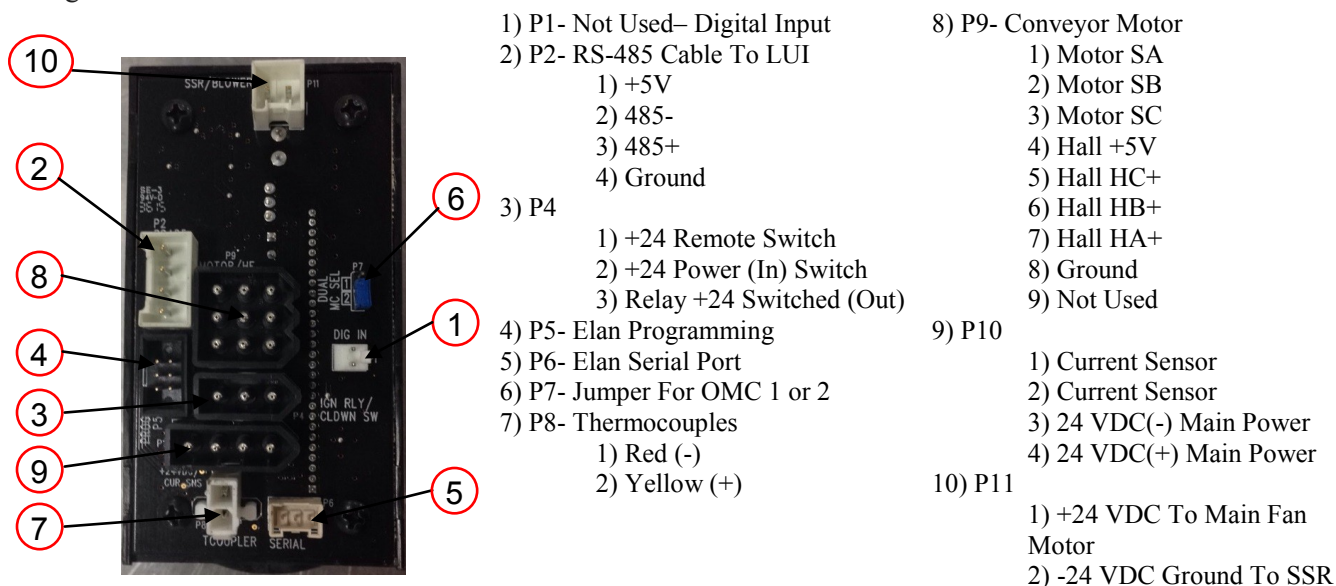 1) P1- Not Used– Digital Input
2) P2- RS-485 Cable To LUI
1) +5V
2) 485-
3) 485+
4) Ground
3) P4
1) +24 Remote Switch
2) +24 Power (In) Switch
3) Relay +24 Switched (Out)
4) P5- Elan Programming
5) P6- Elan Serial Port
6) P7- Jumper For OMC 1 or 2
7) P8- Thermocouples
1) Red (-)
2) Yellow (+)
8) P9- Conveyor Motor
1) Motor SA
2) Motor SB
3) Motor SC
4) Hall +5V
5) Hall HC+
6) Hall HB+
7) Hall HA+
8) Ground
9) Not Used
9) P10
1) Current Sensor
2) Current Sensor
3) 24 VDC(-) Main Power
4) 24 VDC(+) Main Power
10) P11
1) +24 VDC To Main Fan
Motor
2) -24 VDC Ground To SSR
10
2
8
4
3
9
7
6
1
5
SSR/BLOWER
P11
P2
P9
MOTOR/HE
DUAL
MC SEL
1
2
P7
DIG IN
IGN RLY/
CLDWN SW
P4
P5
+24VDC/
CUR SNS
P8
TCOUPLER
SERIAL
P6